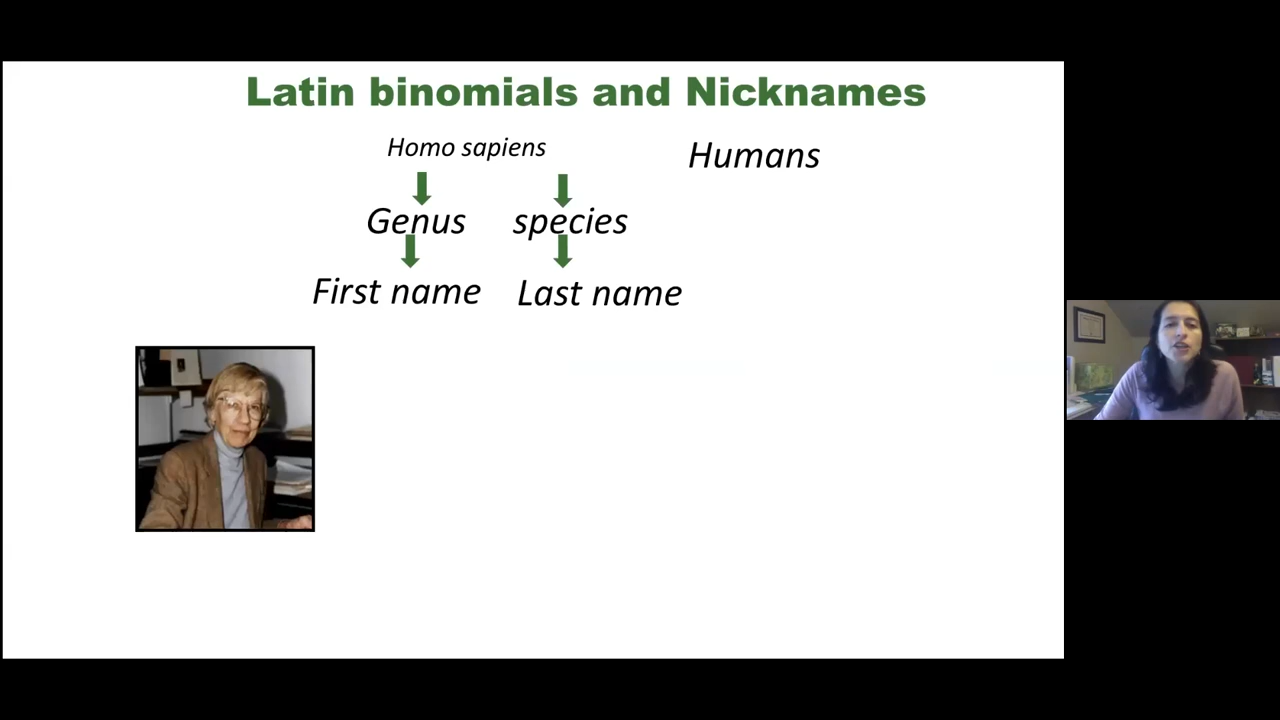 Latin binomials and Nicknames
Homo sapiens
Humans
Genus species
First name Last name